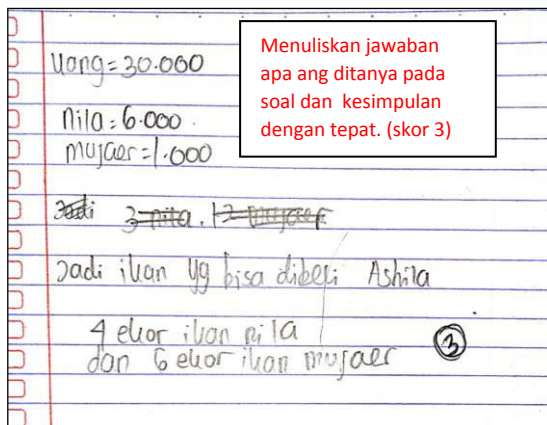 Uang = 30.000
Menuliskan jawaban
apa ang ditanya pada
soal dan kesimpulan
dengan tepat. (skor 3)
nila = 6.000
mujaer = 1.000
Jadi 3 nila. 12 mujaer
Jadi ikan yg bisa dibeli Ashila
4 ekor ikan nila
dan 6 ekor ikan mujaer
3